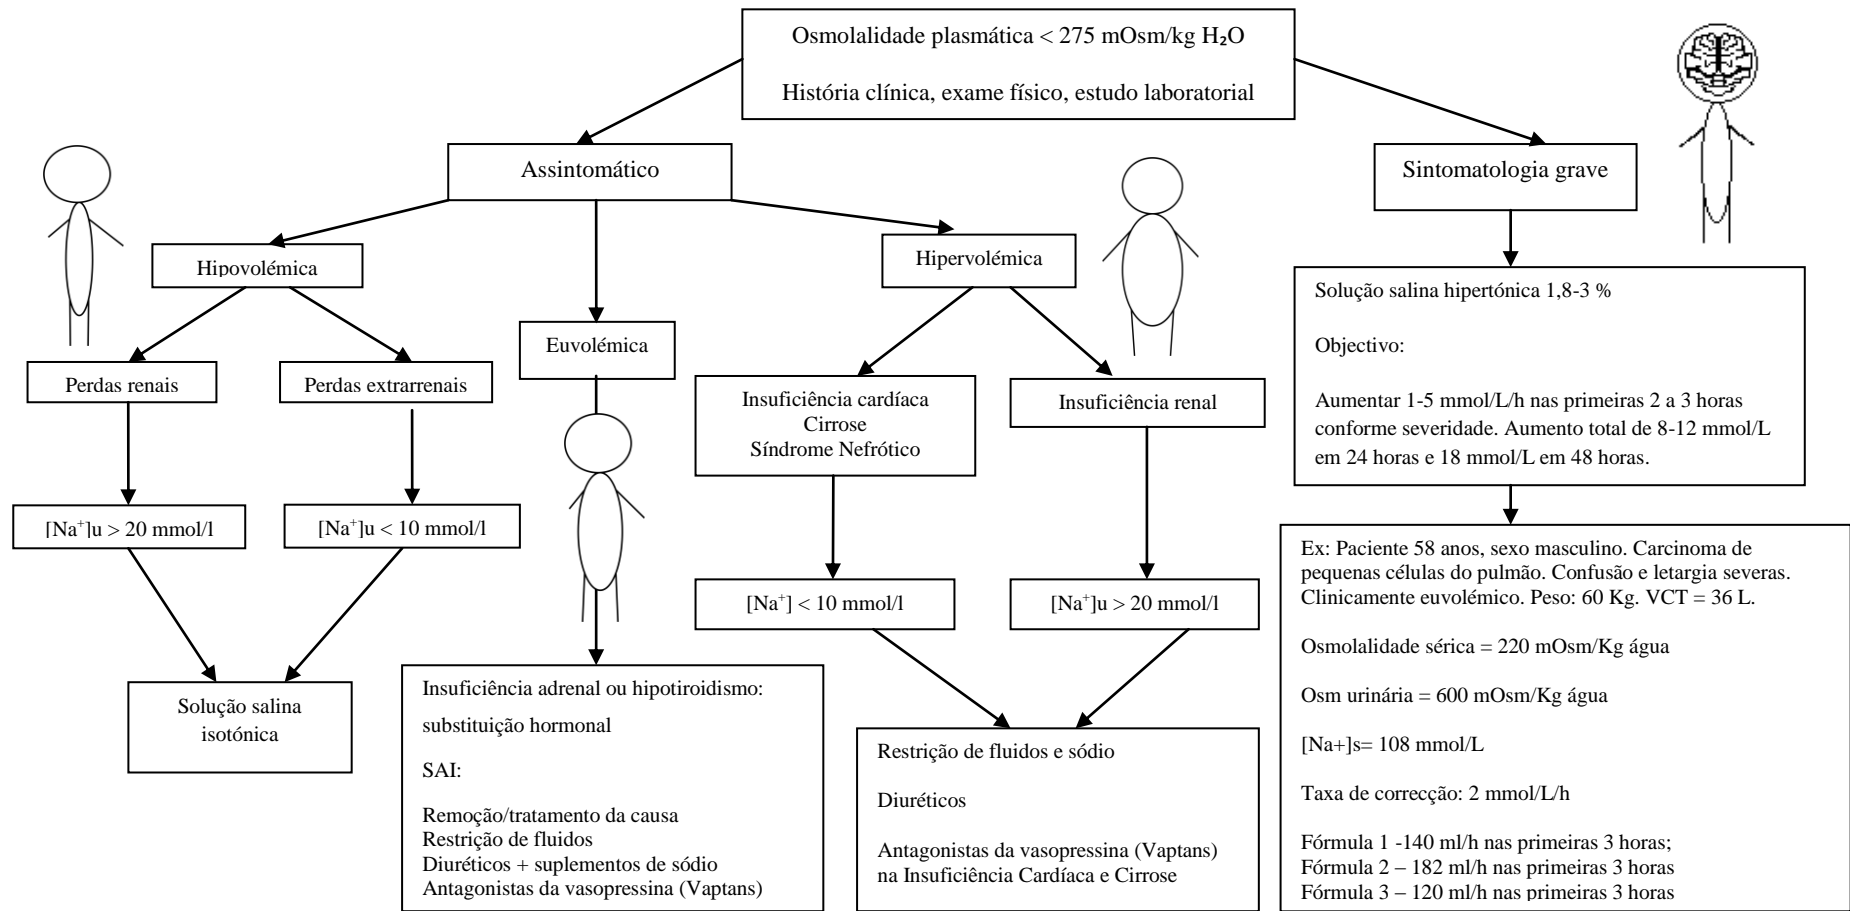 Osmolalidade plasmática < 275 mOsm/kg H₂O
História clínica, exame físico, estudo laboratorial
Assintomático
Sintomatologia grave
Hipovolémica
Hipervolémica
Euvolémica
Perdas renais
Perdas extrarrenais
Insuficiência cardíaca
Cirrose
Síndrome Nefrótico
Insuficiência renal
[Na⁺]u > 20 mmol/l
[Na⁺]u < 10 mmol/l
[Na⁺] < 10 mmol/l
[Na⁺]u > 20 mmol/l
Solução salina
isotónica
Insuficiência adrenal ou hipotiroidismo:
substituição hormonal
SAI:
Remoção/tratamento da causa
Restrição de fluidos
Diuréticos + suplementos de sódio
Antagonistas da vasopressina (Vaptans)
Restrição de fluidos e sódio
Diuréticos
Antagonistas da vasopressina (Vaptans)
na Insuficiência Cardíaca e Cirrose
Solução salina hipertónica 1,8-3 %
Objectivo:
Aumentar 1-5 mmol/L/h nas primeiras 2 a 3 horas
conforme severidade. Aumento total de 8-12 mmol/L
em 24 horas e 18 mmol/L em 48 horas.
Ex: Paciente 58 anos, sexo masculino. Carcinoma de
pequenas células do pulmão. Confusão e letargia severas.
Clinicamente euvolémico. Peso: 60 Kg. VCT = 36 L.
Osmolalidade sérica = 220 mOsm/Kg água
Osm urinária = 600 mOsm/Kg água
[Na+]s= 108 mmol/L
Taxa de correcção: 2 mmol/L/h
Fórmula 1 -140 ml/h nas primeiras 3 horas;
Fórmula 2 – 182 ml/h nas primeiras 3 horas
Fórmula 3 – 120 ml/h nas primeiras 3 horas